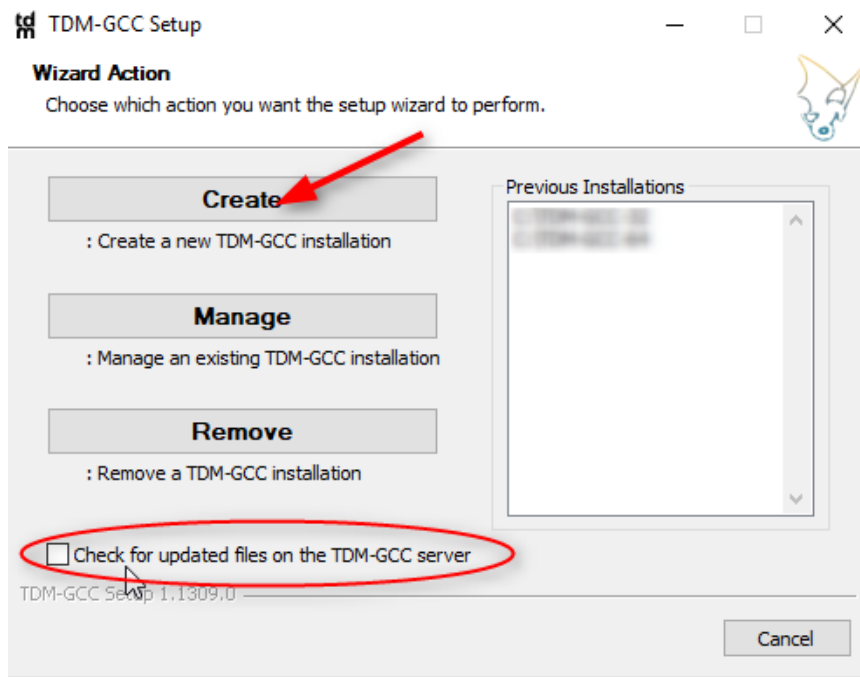 tdm TDM-GCC Setup
Wizard Action
Choose which action you want the setup wizard to perform.
Create
: Create a new TDM-GCC installation
Manage
: Manage an existing TDM-GCC installation
Remove
: Remove a TDM-GCC installation
Previous Installations
Check for updated files on the TDM-GCC server
TDM-GCC Setup 1.1309.0
Cancel